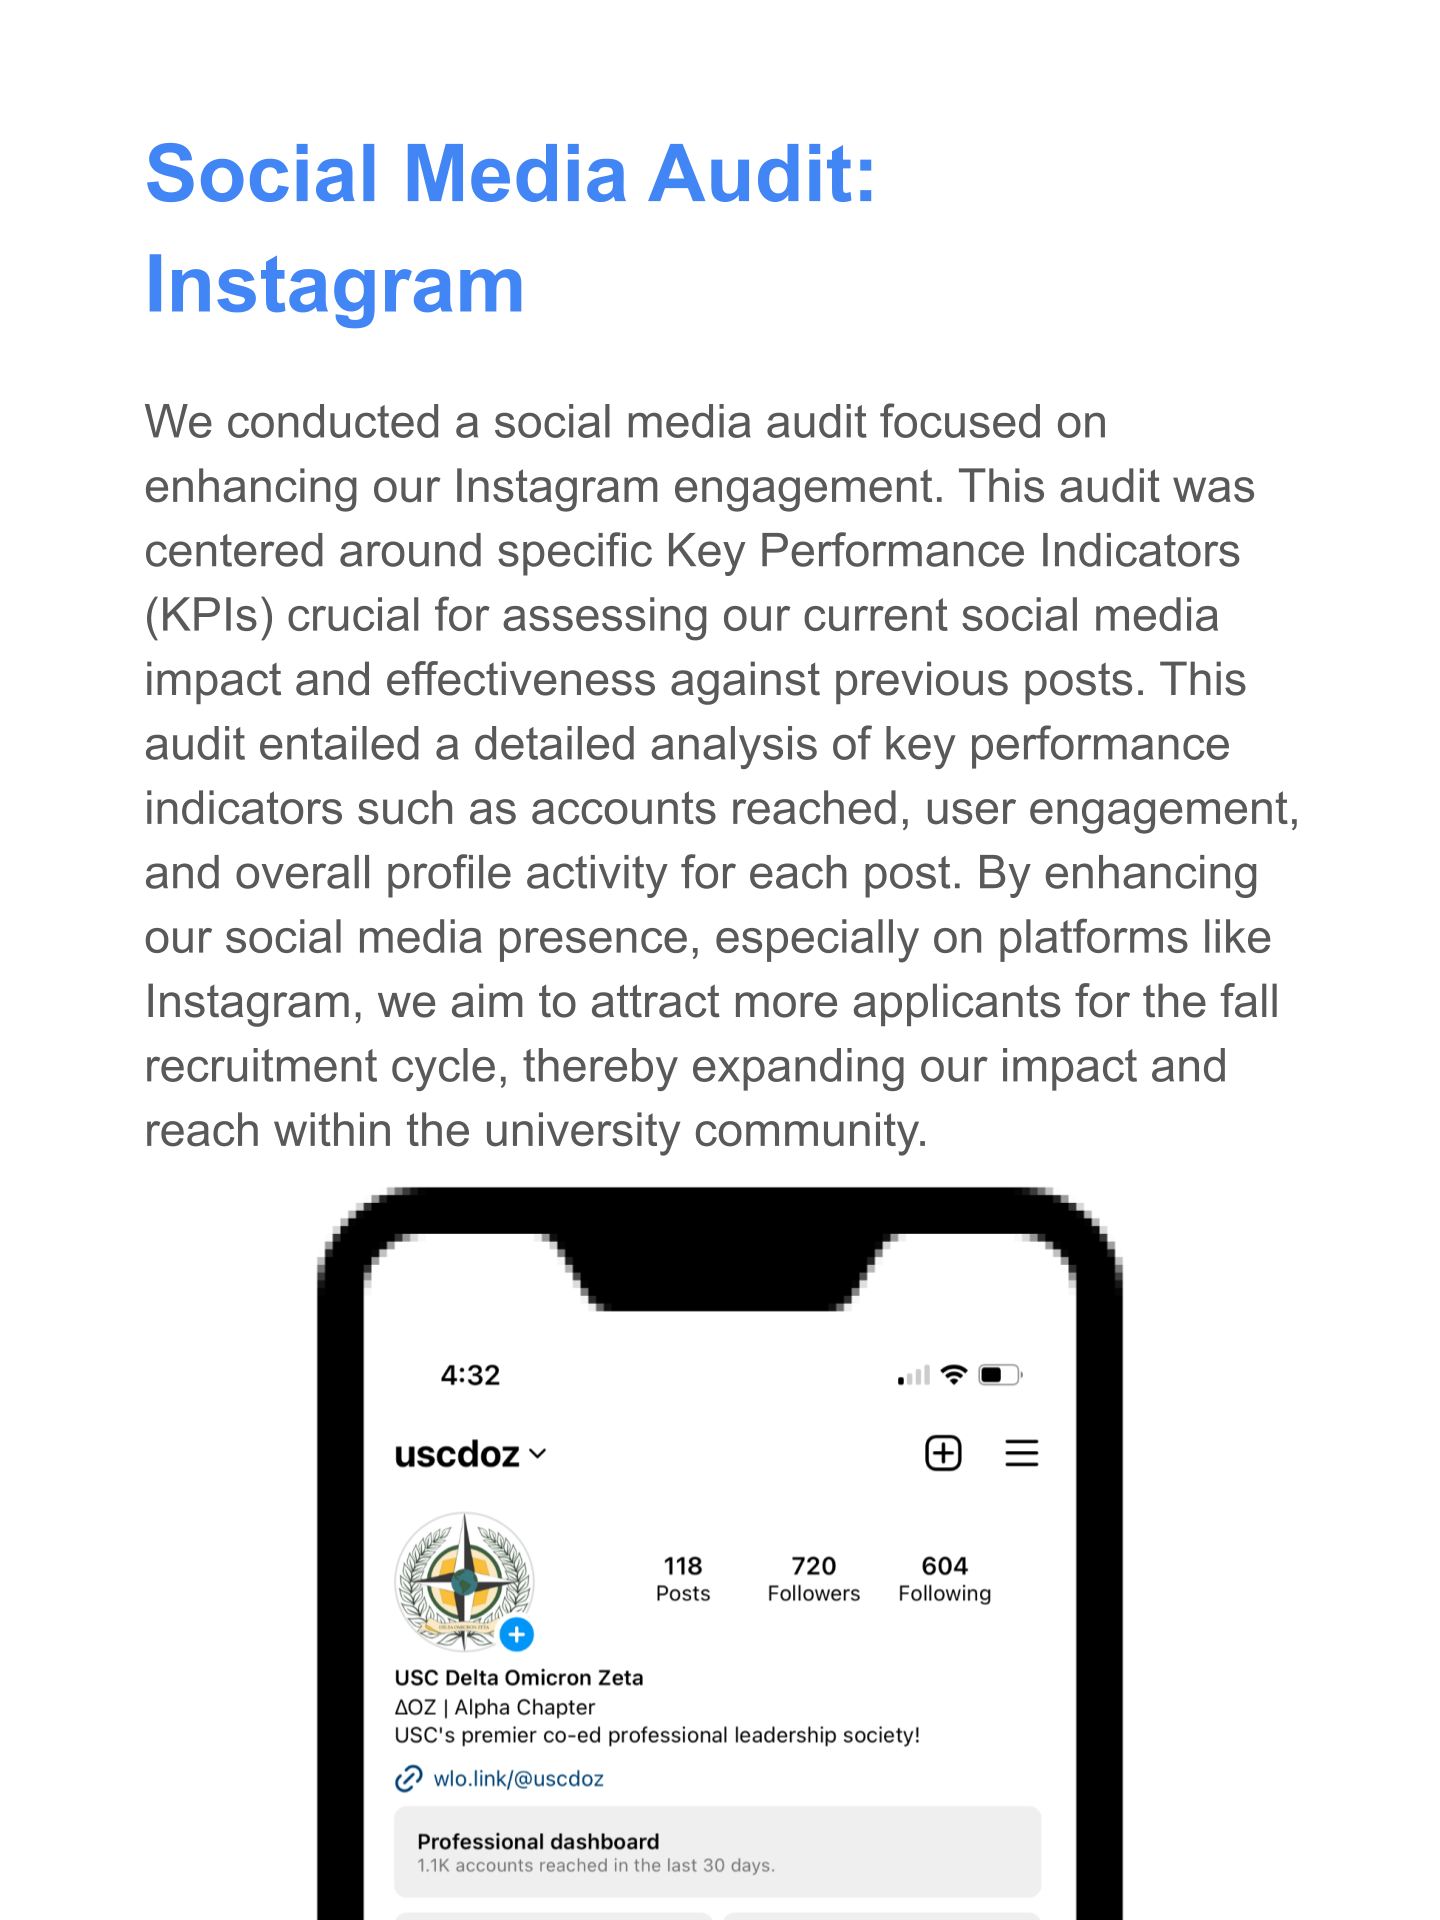 Social Media Audit:
Instagram
We conducted a social media audit focused on
enhancing our Instagram engagement. This audit was
centered around specific Key Performance Indicators
(KPIs) crucial for assessing our current social media
impact and effectiveness against previous posts. This
audit entailed a detailed analysis of key performance
indicators such as accounts reached, user engagement,
and overall profile activity for each post. By enhancing
our social media presence, especially on platforms like
Instagram, we aim to attract more applicants for the fall
recruitment cycle, thereby expanding our impact and
reach within the university community.
4:32
uscdoz
118 720 604
Posts Followers Following
DELTA OMICRON ZETA
USC Delta Omicron Zeta
ΔΟΖ | Alpha Chapter
USC's premier co-ed professional leadership society!
wlo.link/@uscdoz
Professional dashboard
1.1K accounts reached in the last 30 days.